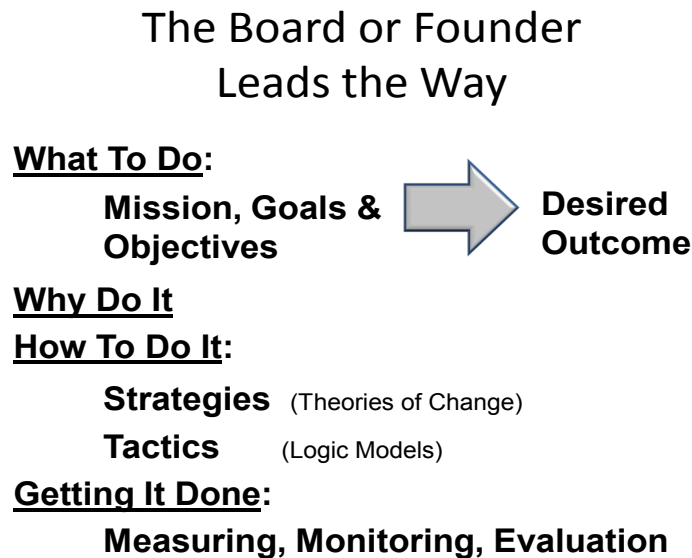 The Board or Founder
Leads the Way
What To Do:
Mission, Goals &
Objectives
Desired
Outcome
Why Do It
How To Do It:
Strategies (Theories of Change)
Tactics (Logic Models)
Getting It Done:
Measuring, Monitoring, Evaluation